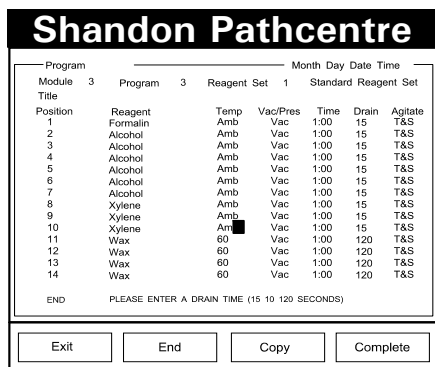 Shandon Pathcentre
Program Month Day Date Time
Module 3 Program 3 Reagent Set 1 Standard Reagent Set
Title
Position Reagent Temp Vac/Pres Time Drain Agitate
1 Formalin Amb Vac 1:00 15 T&S
2 Alcohol Amb Vac 1:00 15 T&S
3 Alcohol Amb Vac 1:00 15 T&S
4 Alcohol Amb Vac 1:00 15 T&S
5 Alcohol Amb Vac 1:00 15 T&S
6 Alcohol Amb Vac 1:00 15 T&S
7 Alcohol Amb Vac 1:00 15 T&S
8 Xylene Amb Vac 1:00 15 T&S
9 Xylene Amb Vac 1:00 15 T&S
10 Xylene Am Vac 1:00 15 T&S
11 Wax 60 Vac 1:00 120 T&S
12 Wax 60 Vac 1:00 120 T&S
13 Wax 60 Vac 1:00 120 T&S
14 Wax 60 Vac 1:00 120 T&S
END PLEASE ENTER A DRAIN TIME (15 10 120 SECONDS)
Exit End Copy Complete